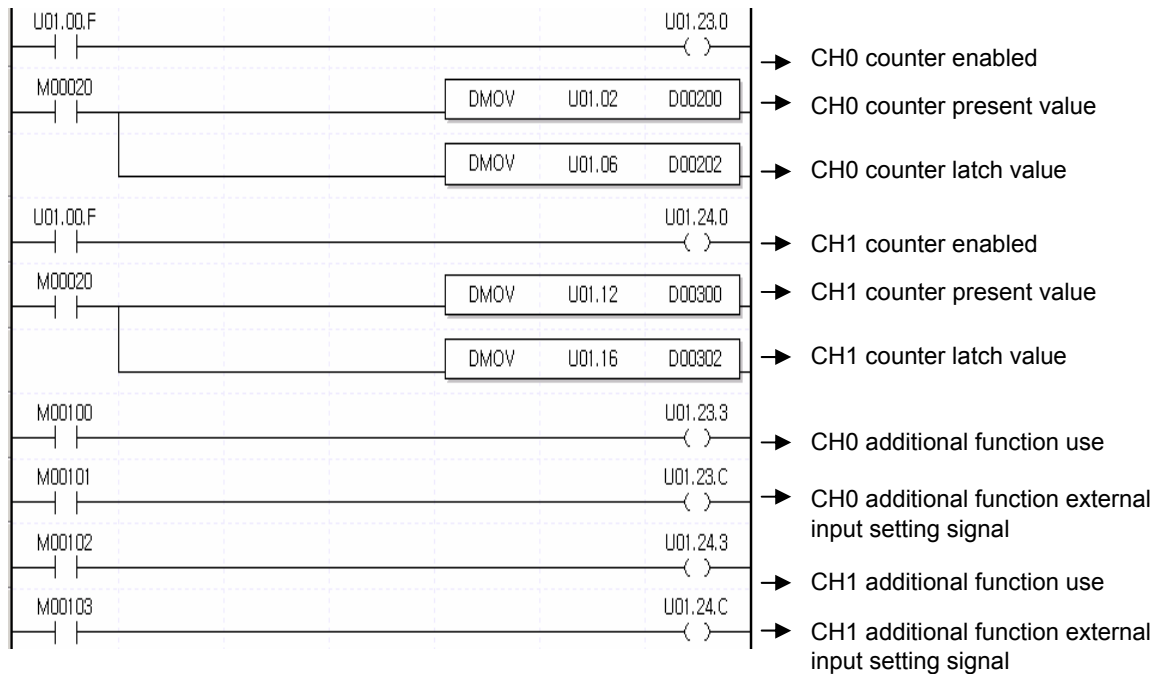 U01.00.F U01.23.0
CH0 counter enabled
M00020 DMOV U01.02 D00200 CH0 counter present value
DMOV U01.06 D00202 CH0 counter latch value
U01.00.F U01.24.0
CH1 counter enabled
M00020 DMOV U01.12 D00300 CH1 counter present value
DMOV U01.16 D00302 CH1 counter latch value
M00100 U01.23.3
CH0 additional function use
M00101 U01.23.C
CH0 additional function external
input setting signal
M00102 U01.24.3
CH1 additional function use
M00103 U01.24.C
CH1 additional function external
input setting signal